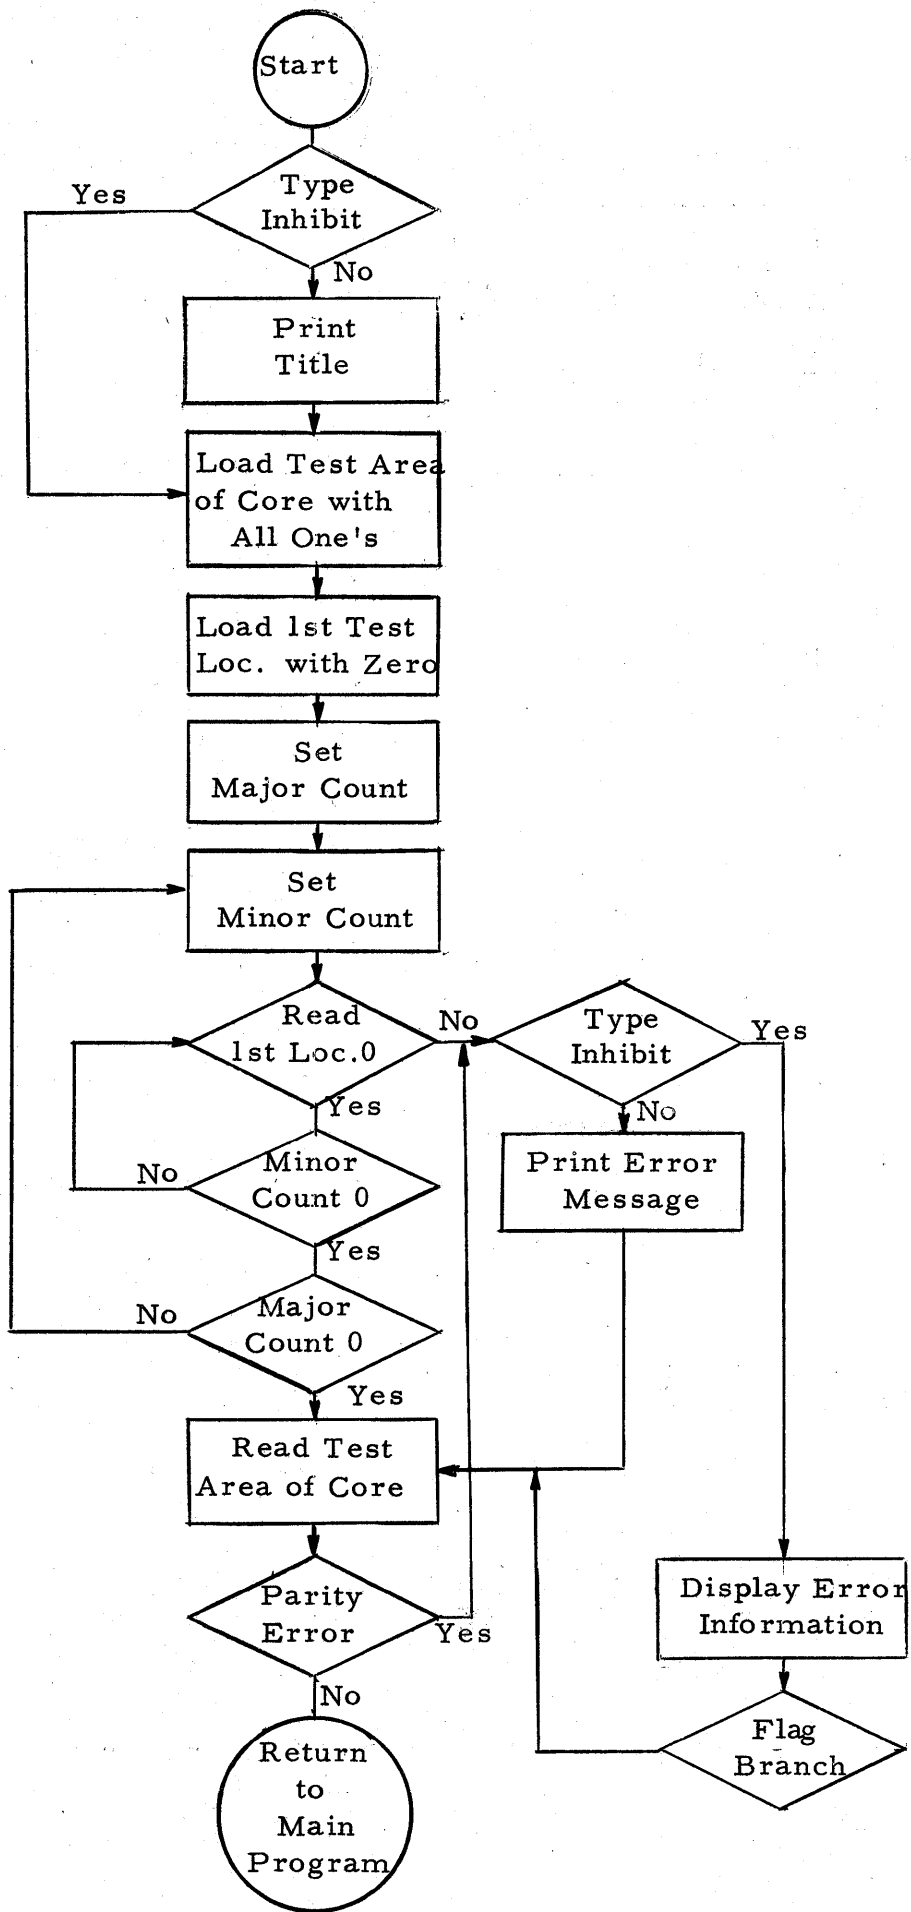 Start
Type
Inhibit
Yes
No
Print
Title
Load Test Area
of Core with
All One's
Load 1st Test
Loc. with Zero
Set
Major Count
Set
Minor Count
Read
1st Loc.0
No
Yes
Type
Inhibit
Yes
No
Print Error
Message
Minor
Count 0
No
Yes
Major
Count 0
No
Yes
Read Test
Area of Core
Parity
Error
Yes
No
Display Error
Information
Flag
Branch
Return
to
Main
Program